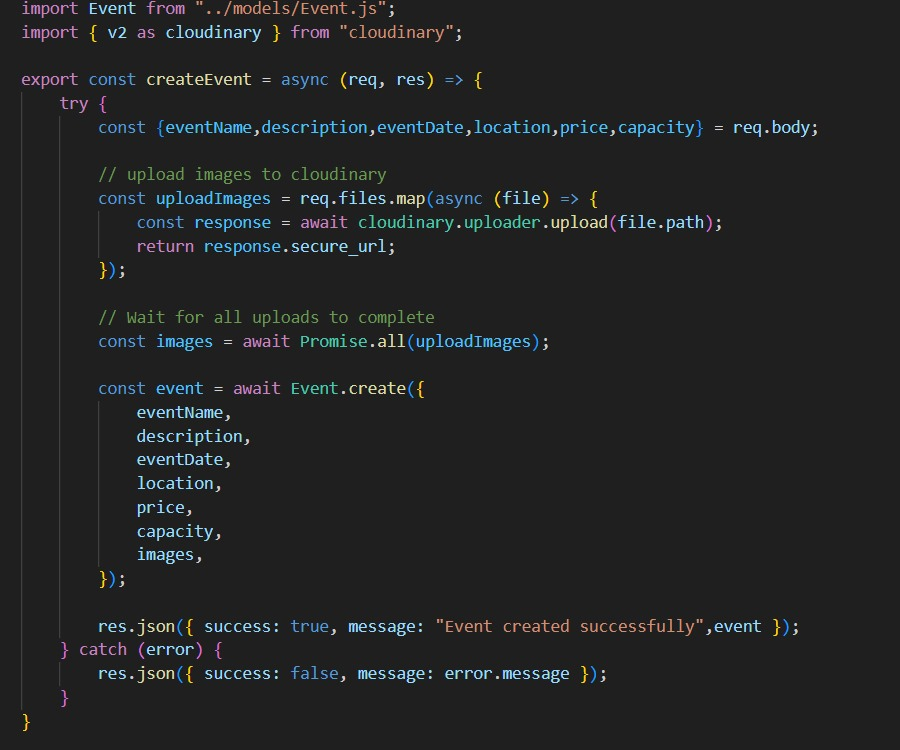 import Event from "../models/Event.js";
import { v2 as cloudinary } from "cloudinary";

export const createEvent = async (req, res) => {
    try {
        const {eventName,description,eventDate,location,price,capacity} = req.body;

        // upload images to cloudinary
        const uploadImages = req.files.map(async (file) => {
            const response = await cloudinary.uploader.upload(file.path);
            return response.secure_url;
        });

        // Wait for all uploads to complete
        const images = await Promise.all(uploadImages);

        const event = await Event.create({
            eventName,
            description,
            eventDate,
            location,
            price,
            capacity,
            images,
        });

        res.json({ success: true, message: "Event created successfully",event });
    } catch (error) {
        res.json({ success: false, message: error.message });
    }
}